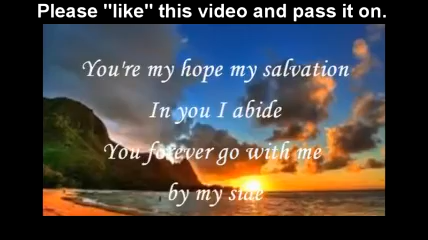 Please "like" this video and pass it on.
You're my hope my salvation
In you I abide
You forever go with me
by my side